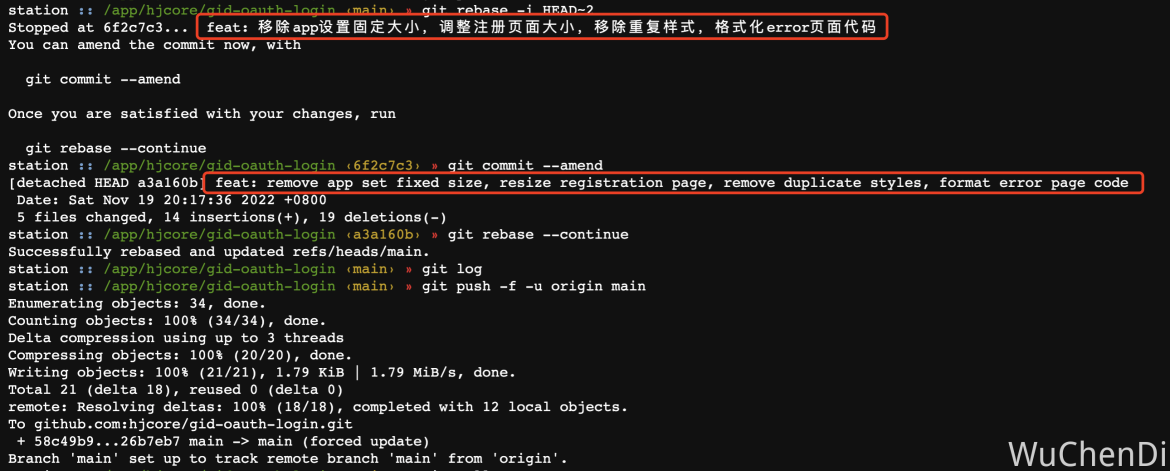 station :: /app/hjcore/gid-oauth-login ‹main› » git rebase -i HEAD~2
Stopped at 6f2c7c3... feat: 移除app设置固定大小，调整注册页面大小，移除重复样式，格式化error页面代码
You can amend the commit now, with
git commit --amend
Once you are satisfied with your changes, run
git rebase --continue
station :: /app/hjcore/gid-oauth-login ‹6f2c7c3› » git commit --amend
[detached HEAD a3a160b] feat: remove app set fixed size, resize registration page, remove duplicate styles, format error page code
Date: Sat Nov 19 20:17:36 2022 +0800
5 files changed, 14 insertions(+), 19 deletions(-)
station :: /app/hjcore/gid-oauth-login ‹a3a160b› » git rebase --continue
Successfully rebased and updated refs/heads/main.
station :: /app/hjcore/gid-oauth-login ‹main› » git log
station :: /app/hjcore/gid-oauth-login ‹main› » git push -f -u origin main
Enumerating objects: 34, done.
Counting objects: 100% (34/34), done.
Delta compression using up to 3 threads
Compressing objects: 100% (20/20), done.
Writing objects: 100% (21/21), 1.79 KiB | 1.79 MiB/s, done.
Total 21 (delta 18), reused 0 (delta 0)
remote: Resolving deltas: 100% (18/18), completed with 12 local objects.
To github.com:hjcore/gid-oauth-login.git
+ 58c49b9...26b7eb7 main -> main (forced update)
Branch 'main' set up to track remote branch 'main' from 'origin'.
WuChenDi